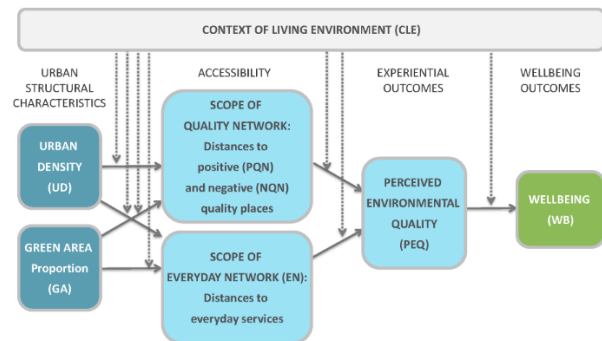 CONTEXT OF LIVING ENVIRONMENT (CLE)
URBAN
STRUCTURAL
CHARACTERISTICS
ACCESSIBILITY
EXPERIENTIAL
OUTCOMES
WELLBEING
OUTCOMES
URBAN
DENSITY
(UD)
GREEN AREA
Proportion
(GA)
SCOPE OF
QUALITY NETWORK:
Distances to
positive (PQN)
and negative (NQN)
quality places
SCOPE OF
EVERYDAY NETWORK (EN):
Distances to
everyday services
PERCEIVED
ENVIRONMENTAL
QUALITY
(PEQ)
WELLBEING
(WB)